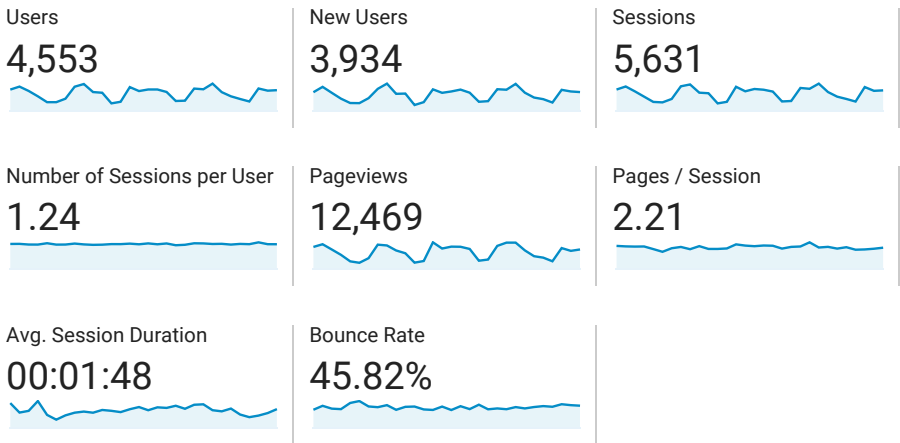 Users
4,553
New Users
3,934
Sessions
5,631
Number of Sessions per User
1.24
Pageviews
12,469
Pages / Session
2.21
Avg. Session Duration
00:01:48
Bounce Rate
45.82%